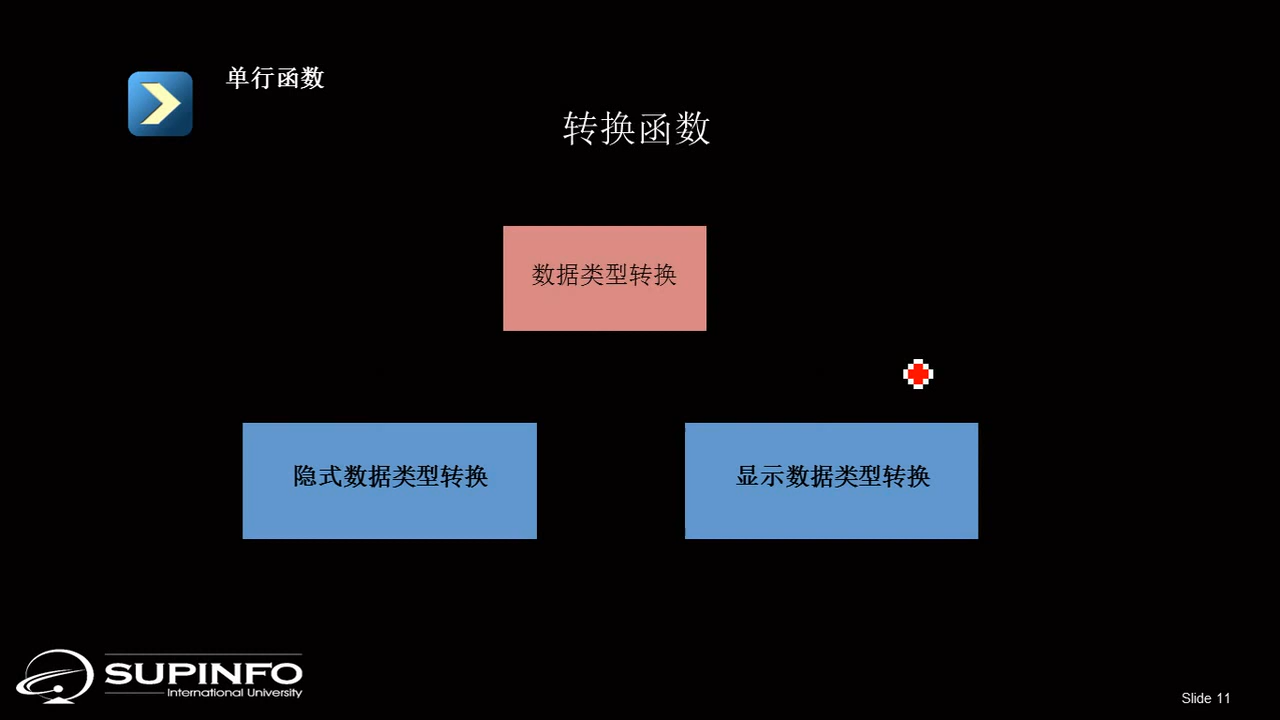 单行函数
转换函数
数据类型转换
隐式数据类型转换
显示数据类型转换
SUPINFO
International University
Slide 11